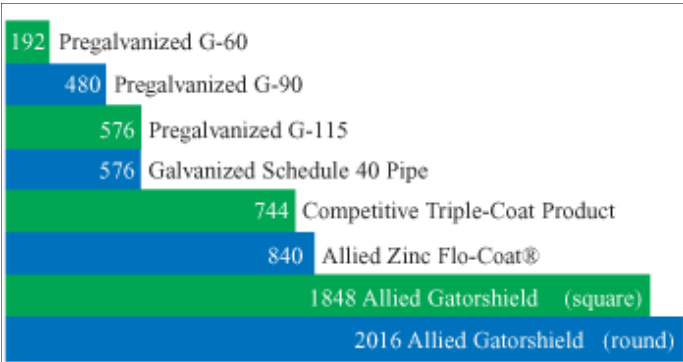 192 Pregalvanized G-60
480 Pregalvanized G-90
576 Pregalvanized G-115
576 Galvanized Schedule 40 Pipe
744 Competitive Triple-Coat Product
840 Allied Zinc Flo-Coat®
1848 Allied Gatorshield (square)
2016 Allied Gatorshield (round)